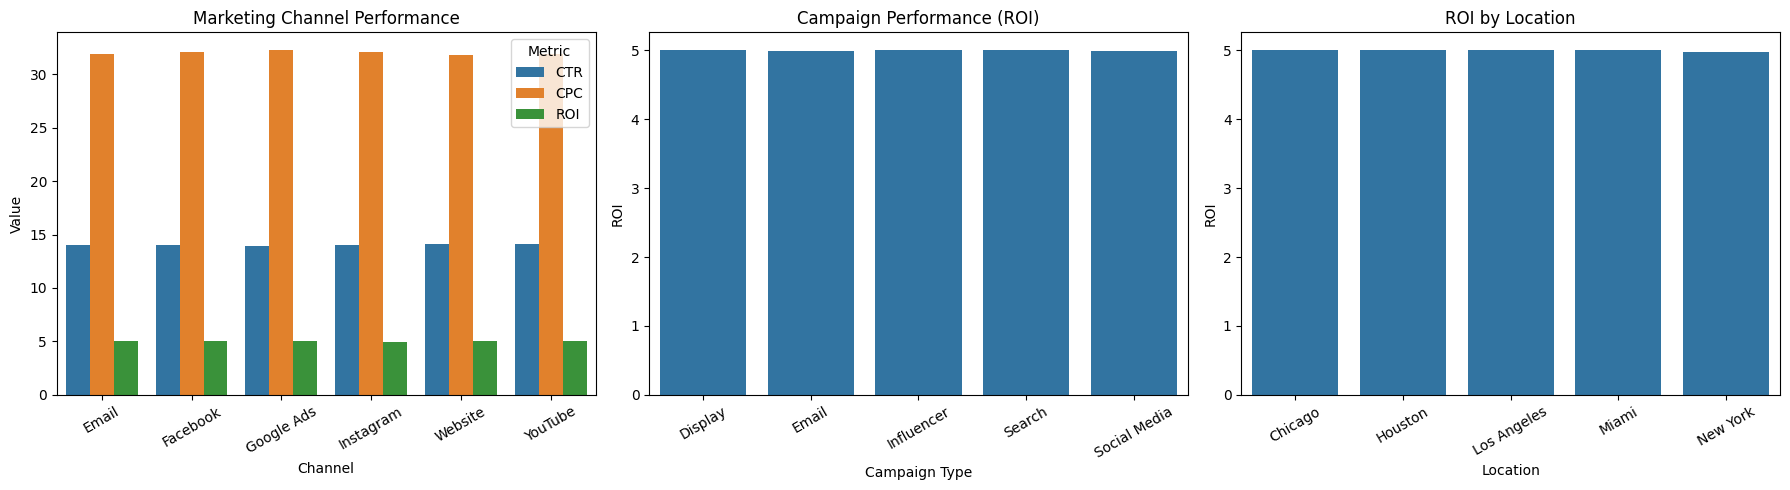 Marketing Channel Performance
Value
0
5
10
15
20
25
30
Metric
CTR
CPC
ROI
Email
Facebook
Google Ads
Instagram
Website
YouTube
Channel
Campaign Performance (ROI)
ROI
0
1
2
3
4
5
Display
Email
Influencer
Search
Social Media
Campaign Type
ROI by Location
ROI
0
1
2
3
4
5
Chicago
Houston
Los Angeles
Miami
New York
Location